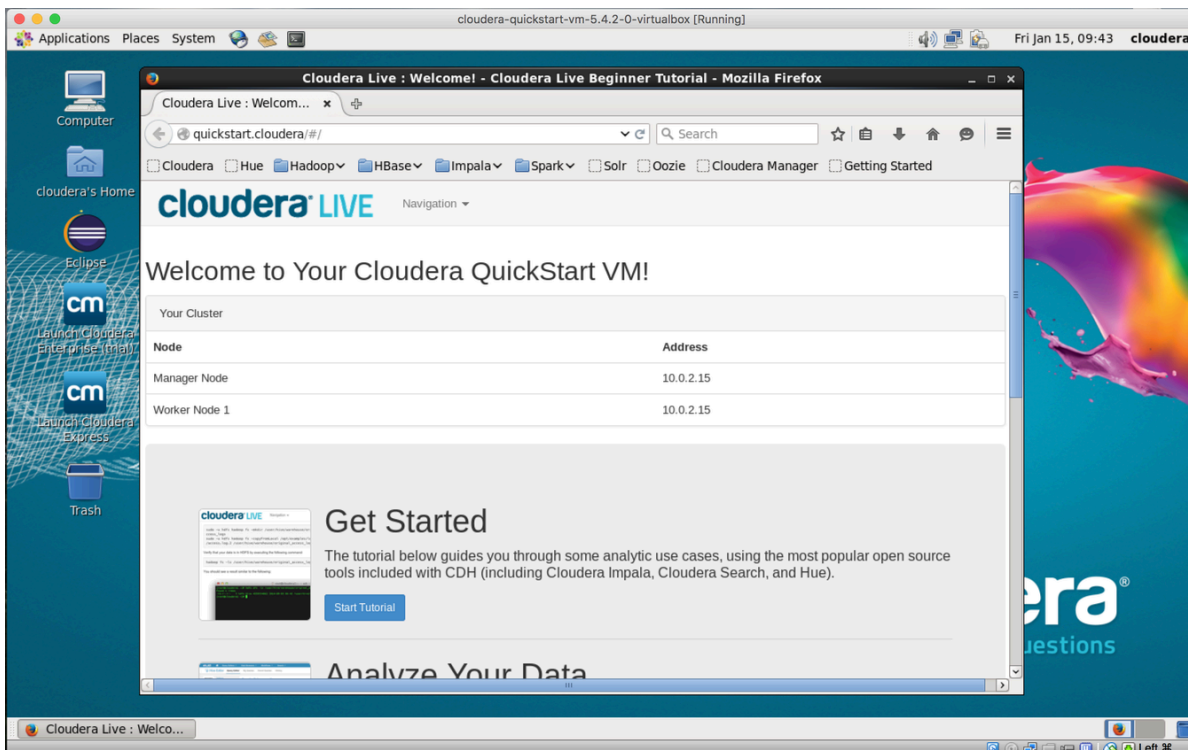 cloudera-quickstart-vm-5.4.2-0-virtualbox [Running]
Applications Places System
Fri Jan 15, 09:43 cloudera
Computer
cloudera's Home
Eclipse
cm
Launch Cloudera
Enterprise (trial)
cm
Launch Cloudera
Express
Trash
Cloudera Live : Welcome! - Cloudera Live Beginner Tutorial - Mozilla Firefox
Cloudera Live : Welcom...
quickstart.cloudera/#/
Search
Cloudera Hue Hadoop HBase Impala Spark Solr Oozie Cloudera Manager Getting Started
cloudera LIVE
Navigation
Welcome to Your Cloudera QuickStart VM!
Your Cluster
Node Address
Manager Node 10.0.2.15
Worker Node 1 10.0.2.15
cloudera LIVE
Get Started
The tutorial below guides you through some analytic use cases, using the most popular open source
tools included with CDH (including Cloudera Impala, Cloudera Search, and Hue).
Start Tutorial
Analyze Your Data
era®
uestions
Cloudera Live : Welco...
Left ⌘